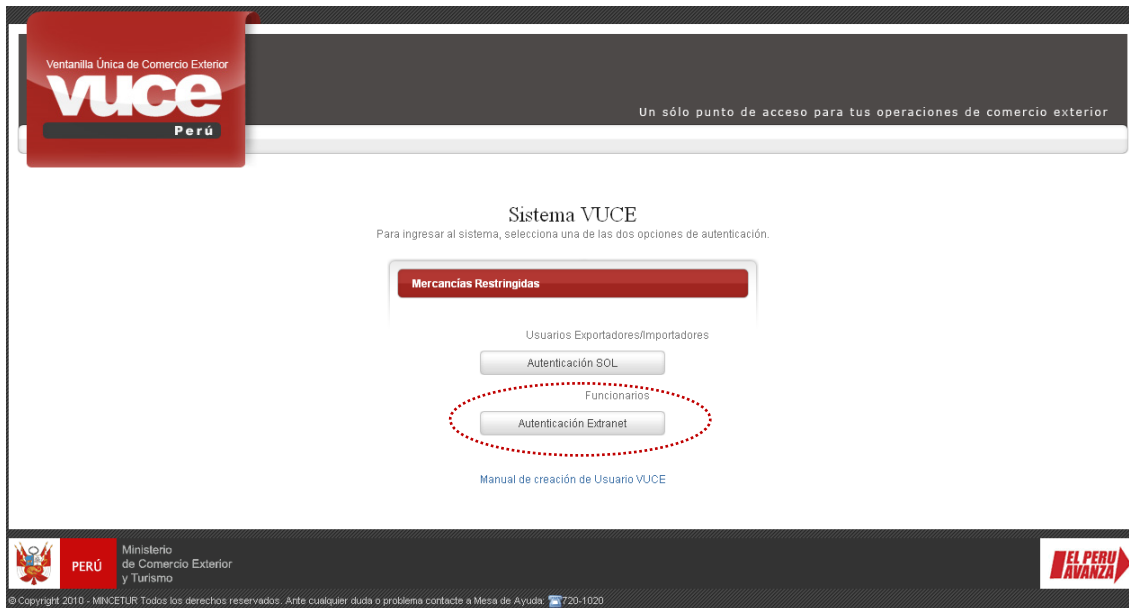 Ventanilla Única de Comercio Exterior
vuce
Perú
Un sólo punto de acceso para tus operaciones de comercio exterior
Sistema VUCE
Para ingresar al sistema, selecciona una de las dos opciones de autenticación.
Mercancías Restringidas
Usuarios Exportadores/Importadores
Autenticación SOL
Funcionarios
Autenticación Extranet
Manual de creación de Usuario VUCE
PERÚ
Ministerio
de Comercio Exterior
y Turismo
EL PERU
AVANZA
© Copyright 2010 - MINCETUR Todos los derechos reservados. Ante cualquier duda o problema contacte a Mesa de Ayuda: 720-1020